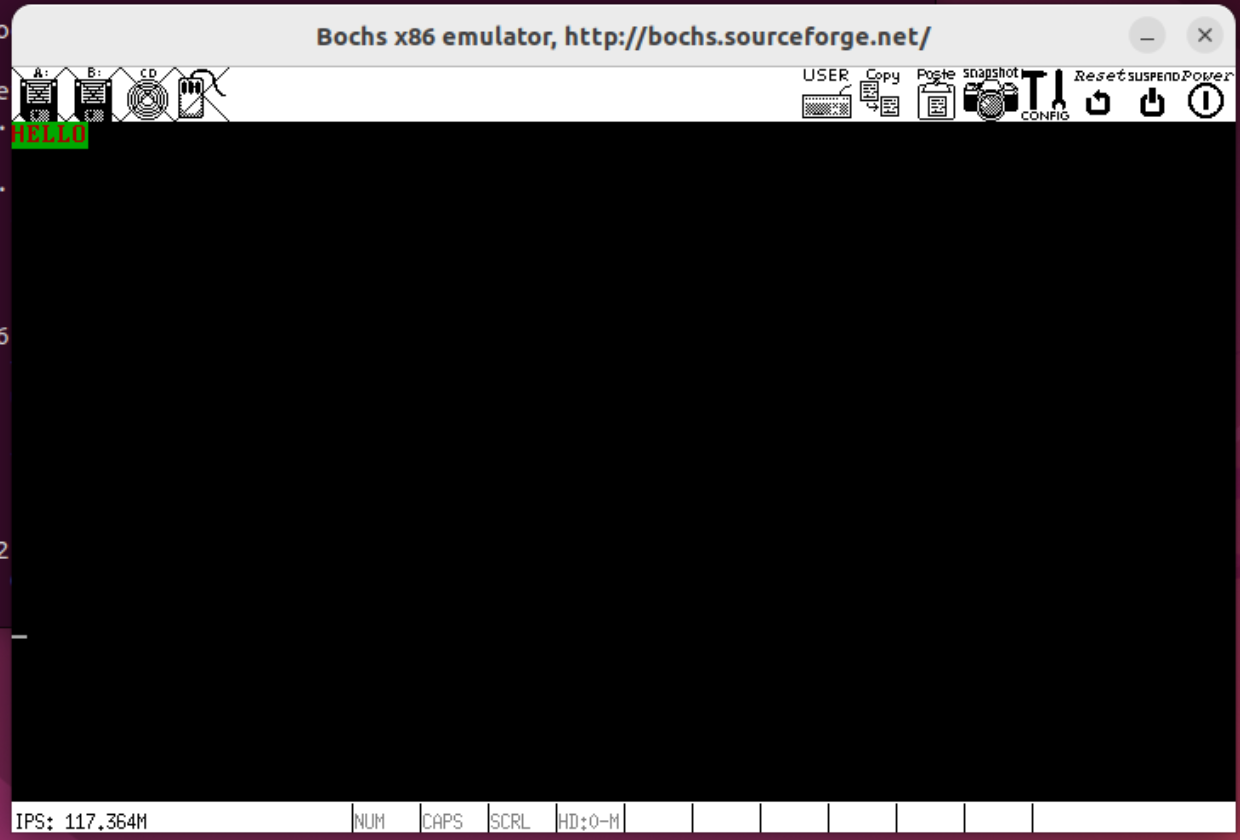 Bochs x86 emulator, http://bochs.sourceforge.net/
A: B: CD USER Copy Paste snapshot CONFIG Reset SUSPEND Power
HELLO
_
IPS: 117.364M NUM CAPS SCRL HD:0-M